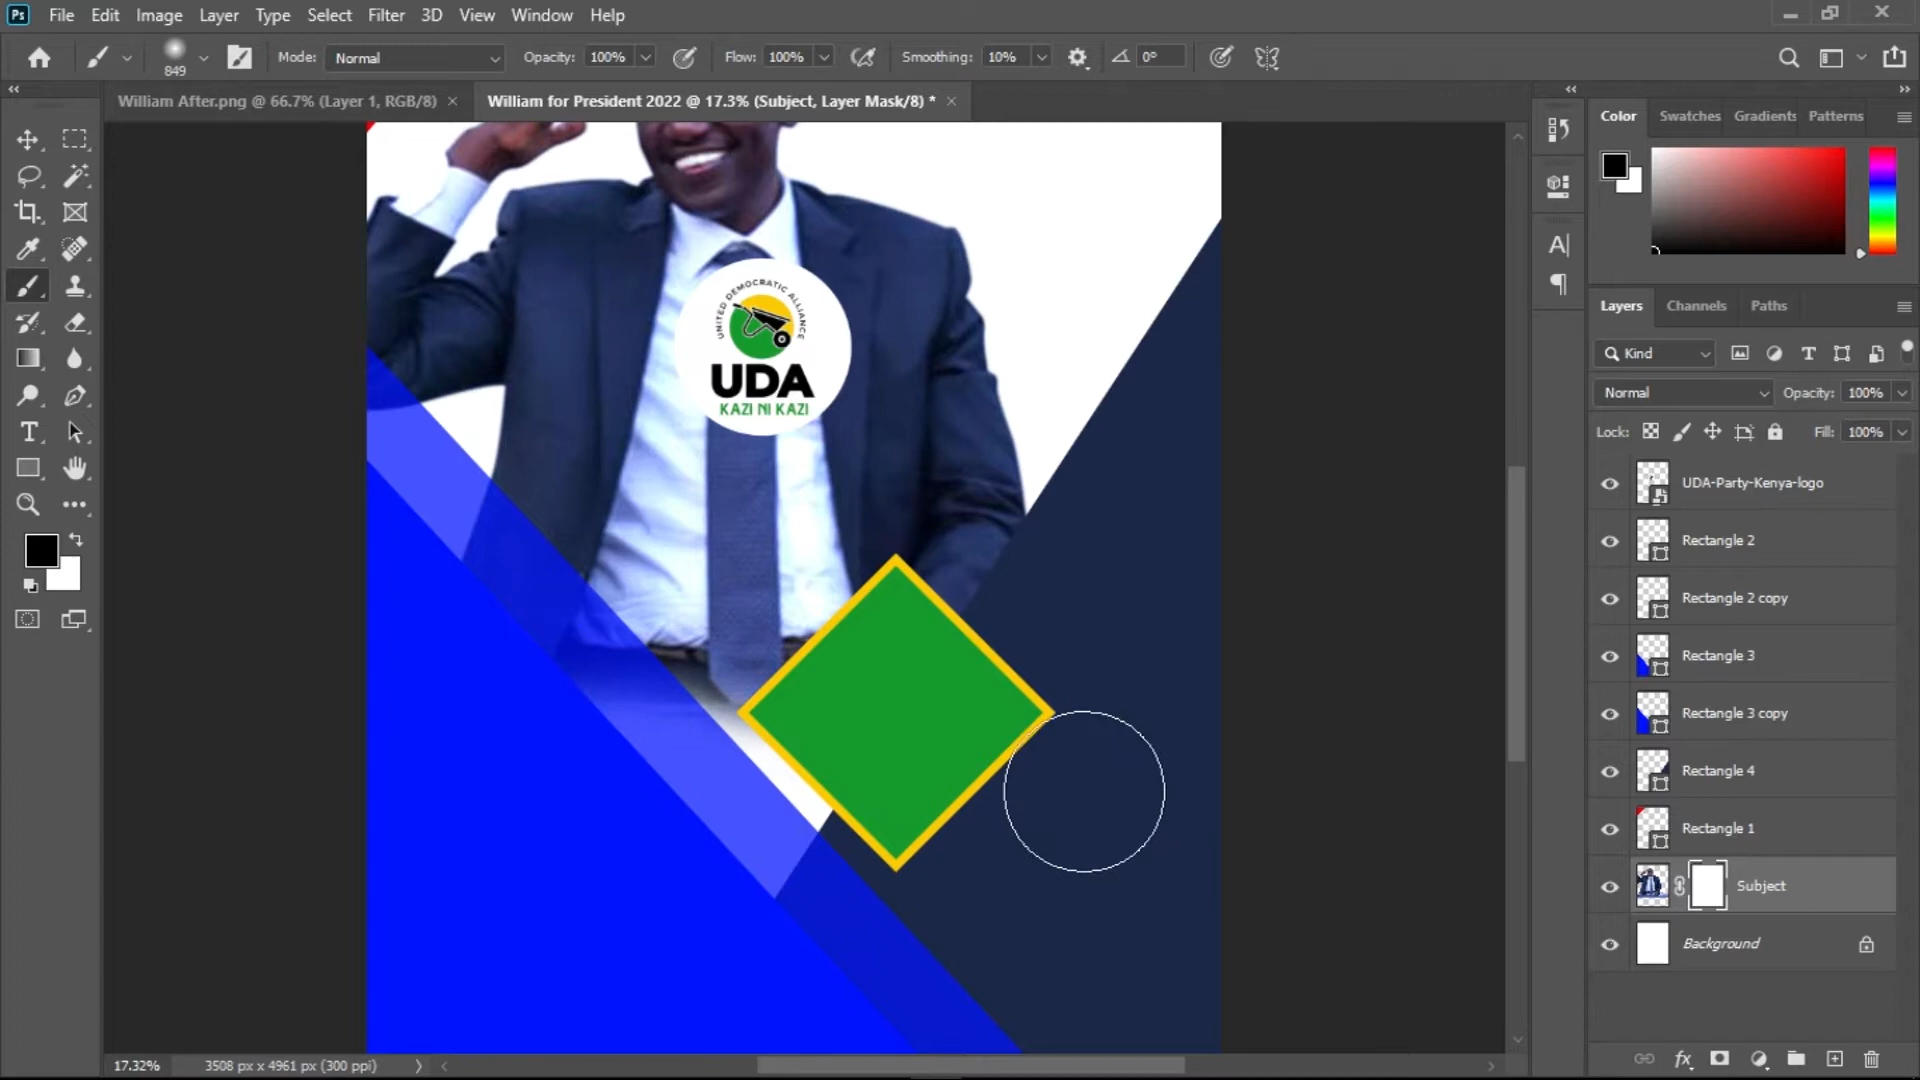 Ps File Edit Image Layer Type Select Filter 3D View Window Help
849 Mode: Normal Opacity: 100% Flow: 100% Smoothing: 10% 0°
William After.png @ 66.7% (Layer 1, RGB/8) × William for President 2022 @ 17.3% (Subject, Layer Mask/8) * ×
Color Swatches Gradients Patterns
UNITED DEMOCRATIC ALLIANCE
UDA
KAZI NI KAZI
Layers Channels Paths
Kind
Normal Opacity: 100%
Lock: Fill: 100%
UDA-Party-Kenya-logo
Rectangle 2
Rectangle 2 copy
Rectangle 3
Rectangle 3 copy
Rectangle 4
Rectangle 1
Subject
Background
17.32% 3508 px x 4961 px (300 ppi)
fx